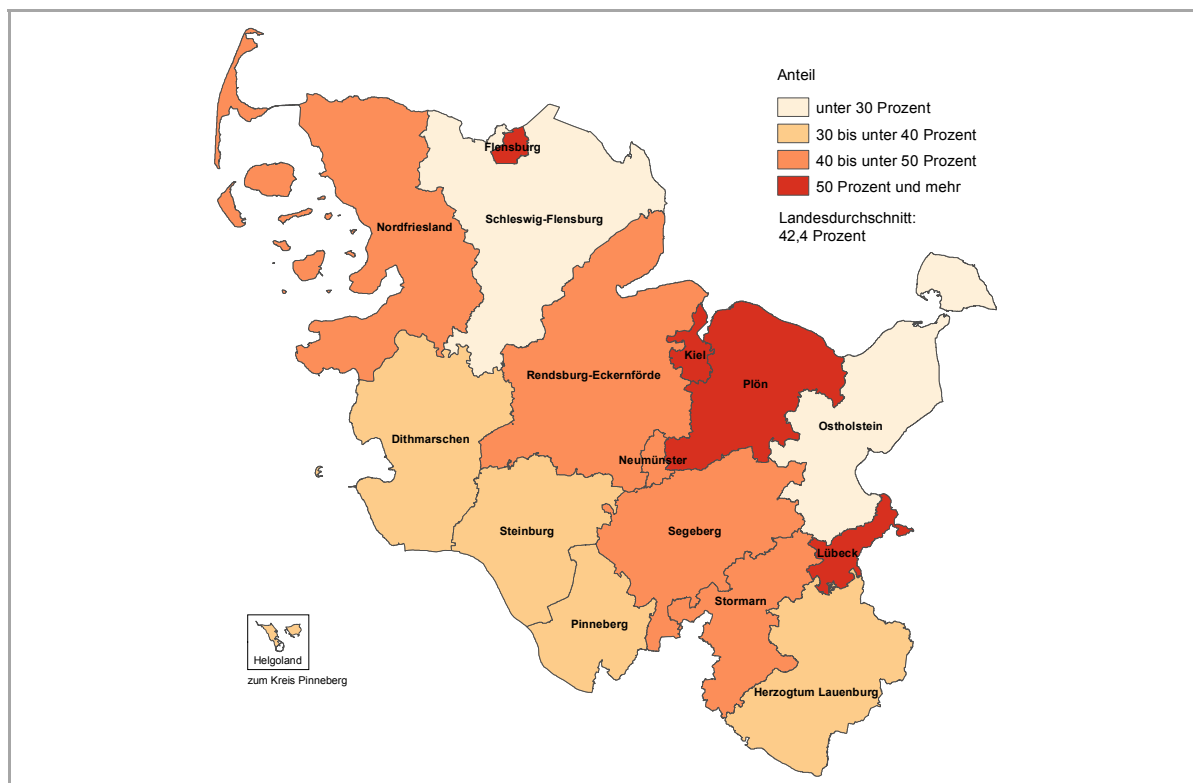 Anteil
unter 30 Prozent
30 bis unter 40 Prozent
40 bis unter 50 Prozent
50 Prozent und mehr
Landesdurchschnitt:
42,4 Prozent
Flensburg
Schleswig-Flensburg
Nordfriesland
Kiel
Rendsburg-Eckernförde
Plön
Ostholstein
Dithmarschen
Neumünster
Steinburg
Segeberg
Lübeck
Stormarn
Pinneberg
Helgoland
zum Kreis Pinneberg
Herzogtum Lauenburg